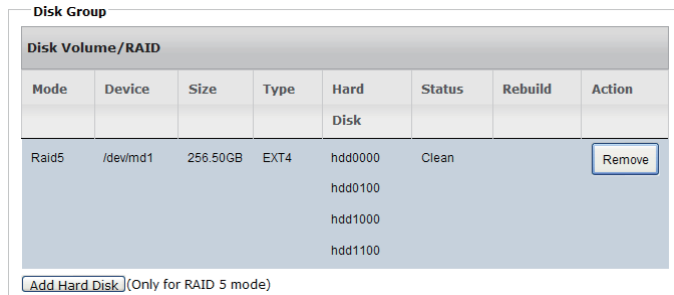 Disk Group
Disk Volume/RAID
Mode Device Size Type Hard Disk Status Rebuild Action
Raid5 /dev/md1 256.50GB EXT4 hdd0000 Clean Remove
hdd0100
hdd1000
hdd1100
Add Hard Disk (Only for RAID 5 mode)